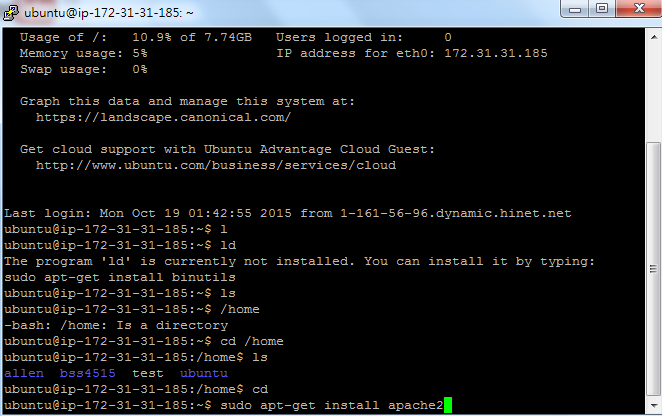 ubuntu@ip-172-31-31-185: ~
Usage of /:   10.9% of 7.74GB   Users logged in:     0
Memory usage: 5%                IP address for eth0: 172.31.31.185
Swap usage:   0%
Graph this data and manage this system at:
https://landscape.canonical.com/
Get cloud support with Ubuntu Advantage Cloud Guest:
http://www.ubuntu.com/business/services/cloud
Last login: Mon Oct 19 01:42:55 2015 from 1-161-56-96.dynamic.hinet.net
ubuntu@ip-172-31-31-185:~$ l
ubuntu@ip-172-31-31-185:~$ ld
The program 'ld' is currently not installed. You can install it by typing:
sudo apt-get install binutils
ubuntu@ip-172-31-31-185:~$ ls
ubuntu@ip-172-31-31-185:~$ /home
-bash: /home: Is a directory
ubuntu@ip-172-31-31-185:~$ cd /home
ubuntu@ip-172-31-31-185:/home$ ls
allen  bss4515  test  ubuntu
ubuntu@ip-172-31-31-185:/home$ cd
ubuntu@ip-172-31-31-185:~$ sudo apt-get install apache2